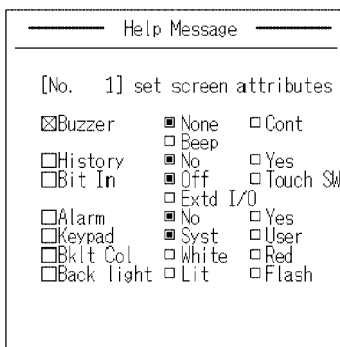 Help Message
[No. 1] set screen attributes
Buzzer None Cont
Beep
History No Yes
Bit In Off Touch SW
Extd I/O
Alarm No Yes
Keypad Syst User
Bklt Col White Red
Back light Lit Flash